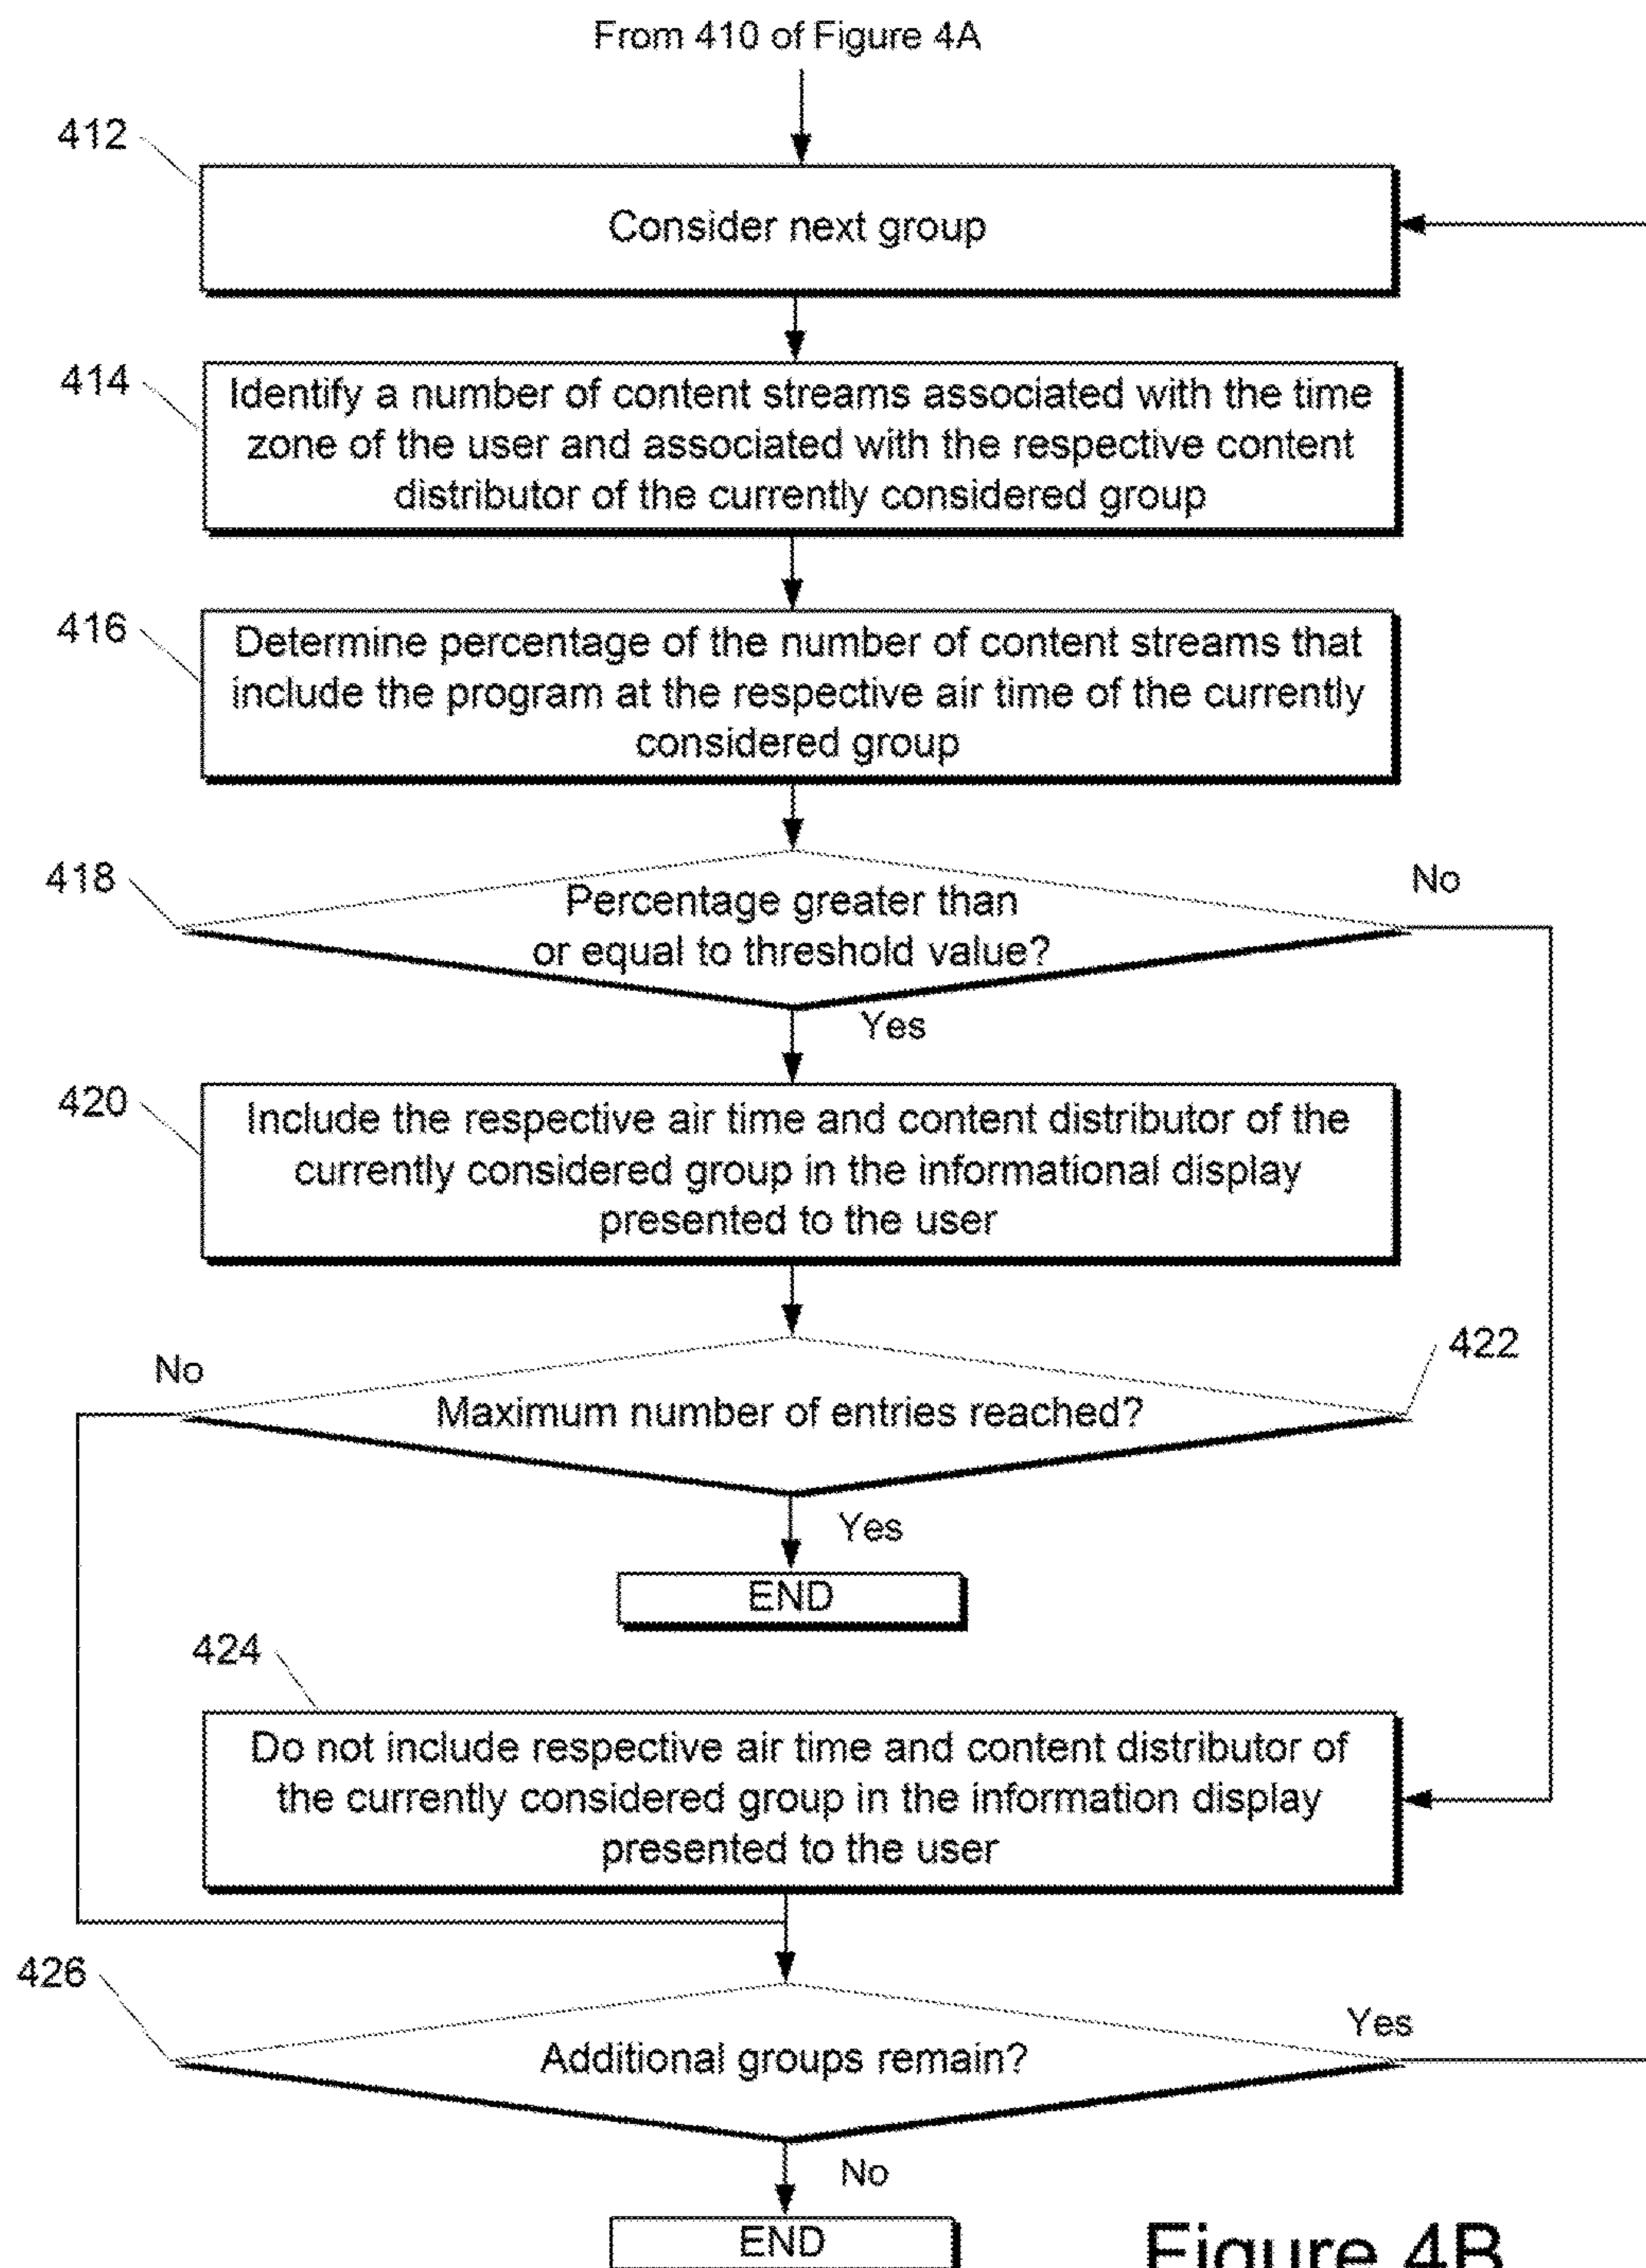 From 410 of Figure 4A
412
Consider next group
414
Identify a number of content streams associated with the time
zone of the user and associated with the respective content
distributor of the currently considered group
416
Determine percentage of the number of content streams that
include the program at the respective air time of the currently
considered group
418
Percentage greater than
or equal to threshold value?
No
Yes
420
Include the respective air time and content distributor of the
currently considered group in the informational display
presented to the user
422
No
Maximum number of entries reached?
Yes
END
424
Do not include respective air time and content distributor of
the currently considered group in the information display
presented to the user
426
Additional groups remain?
Yes
No
END
Figure 4B